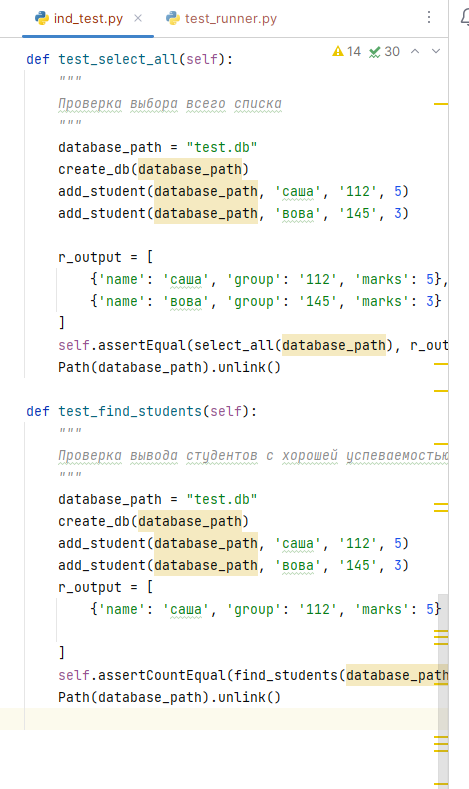 ind_test.py × test_runner.py
14 30
def test_select_all(self):
"""
Проверка выбора всего списка
"""
database_path = "test.db"
create_db(database_path)
add_student(database_path, 'саша', '112', 5)
add_student(database_path, 'вова', '145', 3)
r_output = [
{'name': 'саша', 'group': '112', 'marks': 5},
{'name': 'вова', 'group': '145', 'marks': 3}
]
self.assertEqual(select_all(database_path), r_out
Path(database_path).unlink()
def test_find_students(self):
"""
Проверка вывода студентов с хорошей успеваемостью
"""
database_path = "test.db"
create_db(database_path)
add_student(database_path, 'саша', '112', 5)
add_student(database_path, 'вова', '145', 3)
r_output = [
{'name': 'саша', 'group': '112', 'marks': 5}
]
self.assertCountEqual(find_students(database_path
Path(database_path).unlink()